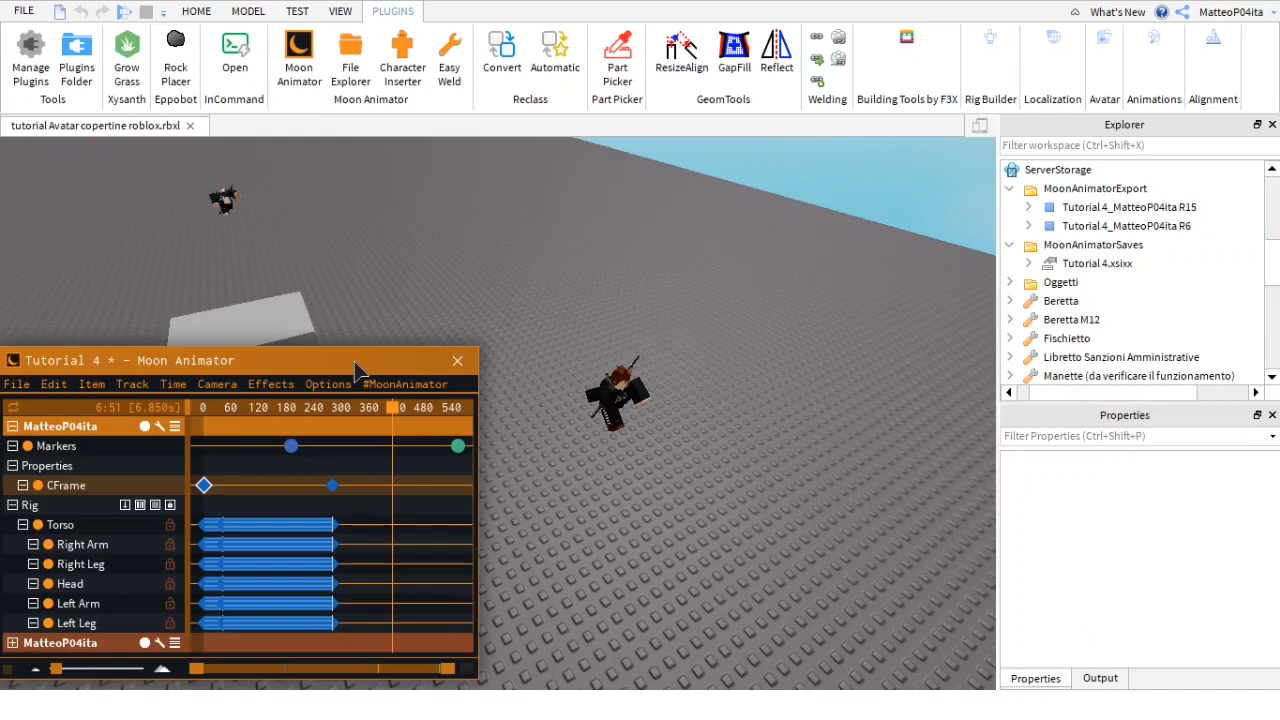 FILE HOME MODEL TEST VIEW PLUGINS What's New MatteoP04ita
Manage Plugins
Plugins Folder
Grow Grass
Rock Placer
Open
Moon Animator
File Explorer
Character Inserter
Easy Weld
Convert
Automatic
Part Picker
ResizeAlign
GapFill
Reflect
Tools Xysanth Eppobot InCommand Moon Animator Reclass Part Picker GeomTools Welding Building Tools by F3X Rig Builder Localization Avatar Animations Alignment
tutorial Avatar copertine roblox.rbxl
Explorer
Filter workspace (Ctrl+Shift+X)
ServerStorage
MoonAnimatorExport
Tutorial 4_MatteoP04ita R15
Tutorial 4_MatteoP04ita R6
MoonAnimatorSaves
Tutorial 4.xsixx
Oggetti
Beretta
Beretta M12
Fischietto
Libretto Sanzioni Amministrative
Manette (da verificare il funzionamento)
Properties
Filter Properties (Ctrl+Shift+P)
Properties Output
Tutorial 4 * - Moon Animator
File Edit Item Track Time Camera Effects Options #MoonAnimator
6:51 [6.850s] 0 60 120 180 240 300 360 0 480 540
MatteoP04ita
Markers
Properties
CFrame
Rig
Torso
Right Arm
Right Leg
Head
Left Arm
Left Leg
MatteoP04ita